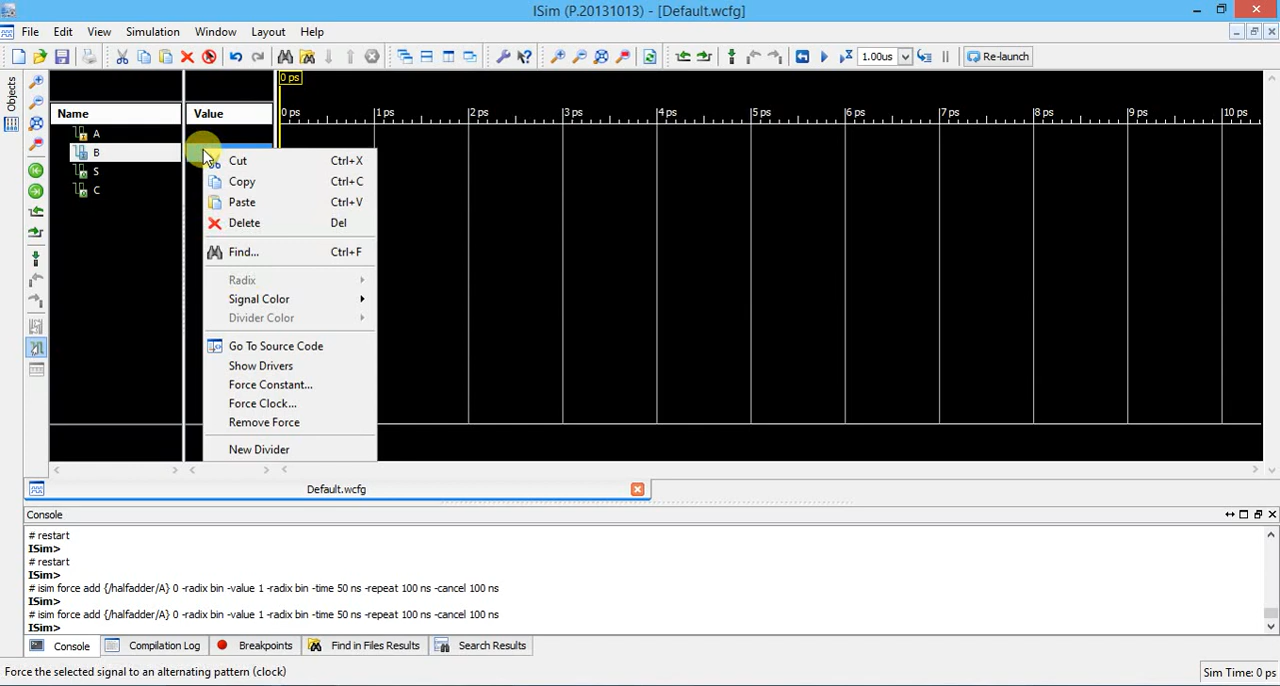 ISim (P.20131013) - [Default.wcfg]
File Edit View Simulation Window Layout Help
1.00us Re-launch
Objects
0 ps
Name Value
0 ps 1 ps 2 ps 3 ps 4 ps 5 ps 6 ps 7 ps 8 ps 9 ps 10 ps
A
B
S
C
Cut Ctrl+X
Copy Ctrl+C
Paste Ctrl+V
Delete Del
Find... Ctrl+F
Radix
Signal Color
Divider Color
Go To Source Code
Show Drivers
Force Constant...
Force Clock...
Remove Force
New Divider
Default.wcfg
Console
# restart
ISim>
# restart
ISim>
# isim force add {/halfadder/A} 0 -radix bin -value 1 -radix bin -time 50 ns -repeat 100 ns -cancel 100 ns
ISim>
# isim force add {/halfadder/A} 0 -radix bin -value 1 -radix bin -time 50 ns -repeat 100 ns -cancel 100 ns
ISim>
Console Compilation Log Breakpoints Find in Files Results Search Results
Force the selected signal to an alternating pattern (clock) Sim Time: 0 ps